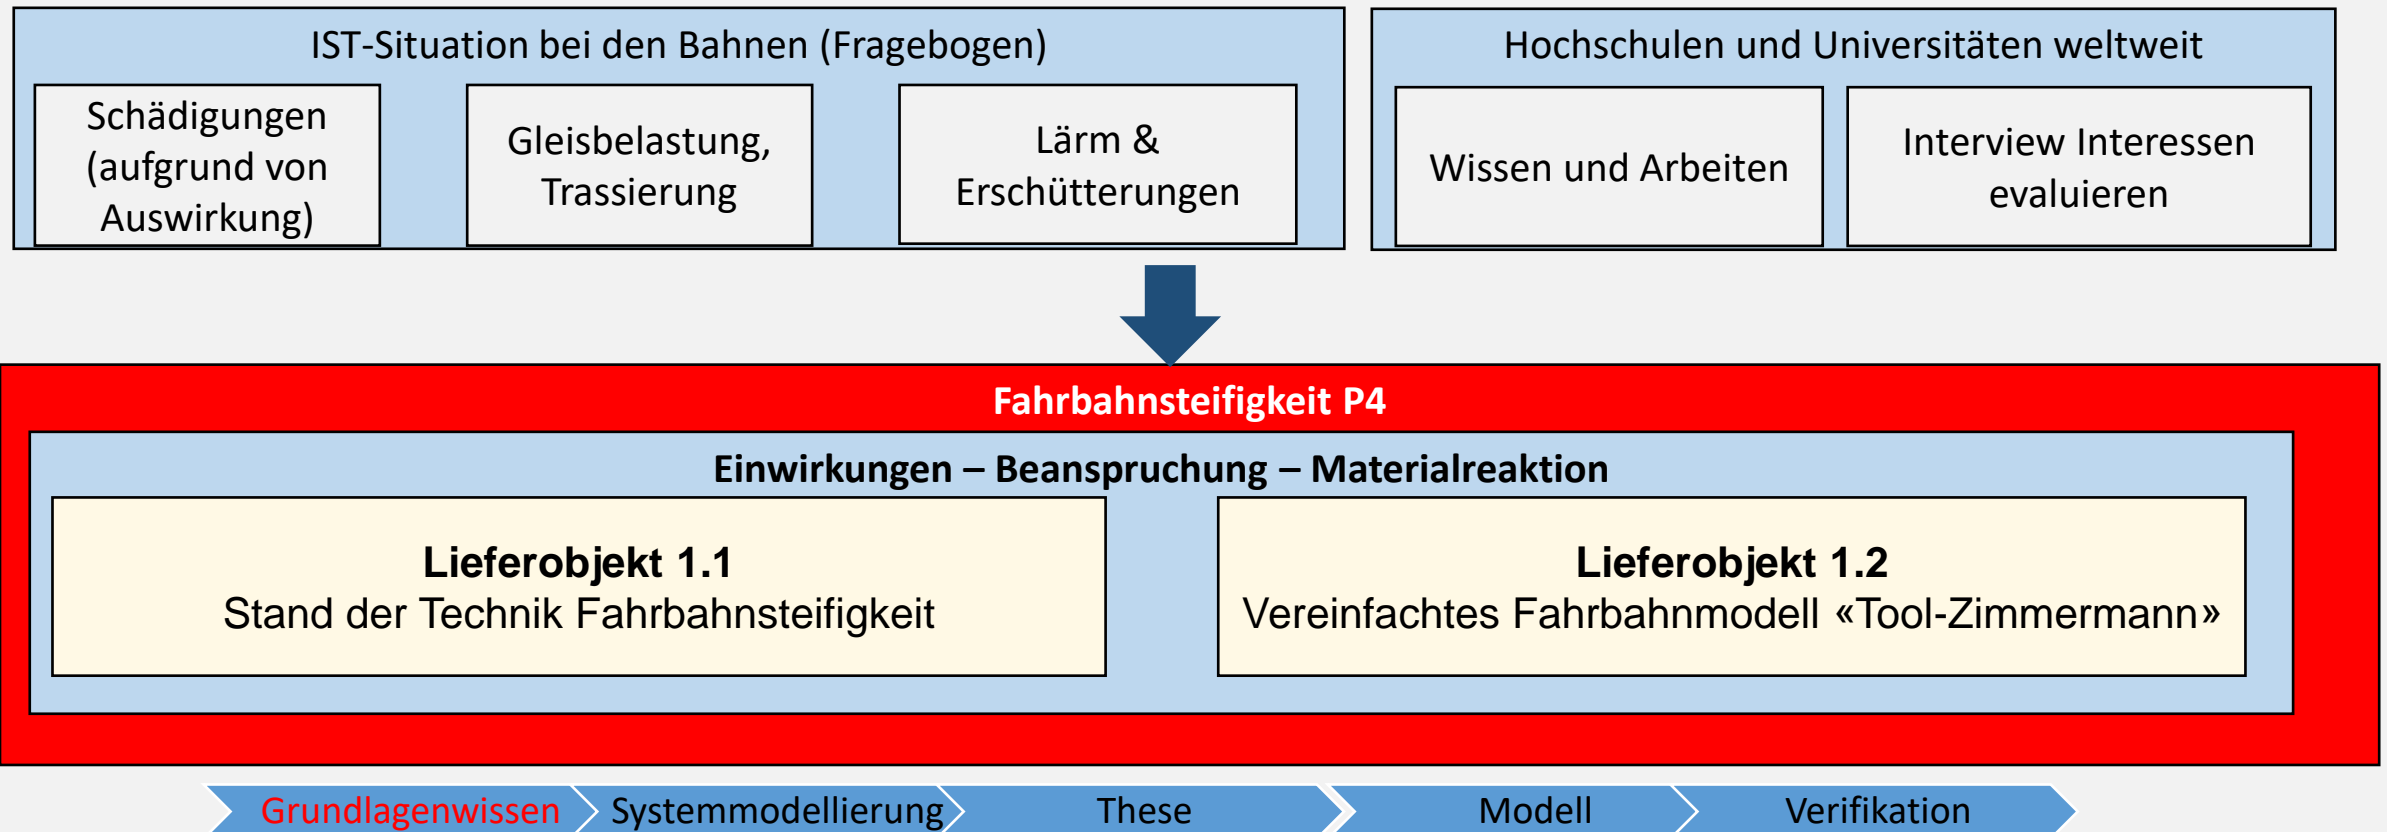 IST-Situation bei den Bahnen (Fragebogen)
Schädigungen
(aufgrund von
Auswirkung)
Gleisbelastung,
Trassierung
Lärm &
Erschütterungen
Hochschulen und Universitäten weltweit
Wissen und Arbeiten
Interview Interessen
evaluieren
Fahrbahnsteifigkeit P4
Einwirkungen – Beanspruchung – Materialreaktion
Lieferobjekt 1.1
Stand der Technik Fahrbahnsteifigkeit
Lieferobjekt 1.2
Vereinfachtes Fahrbahnmodell «Tool-Zimmermann»
Grundlagenwissen
Systemmodellierung
These
Modell
Verifikation